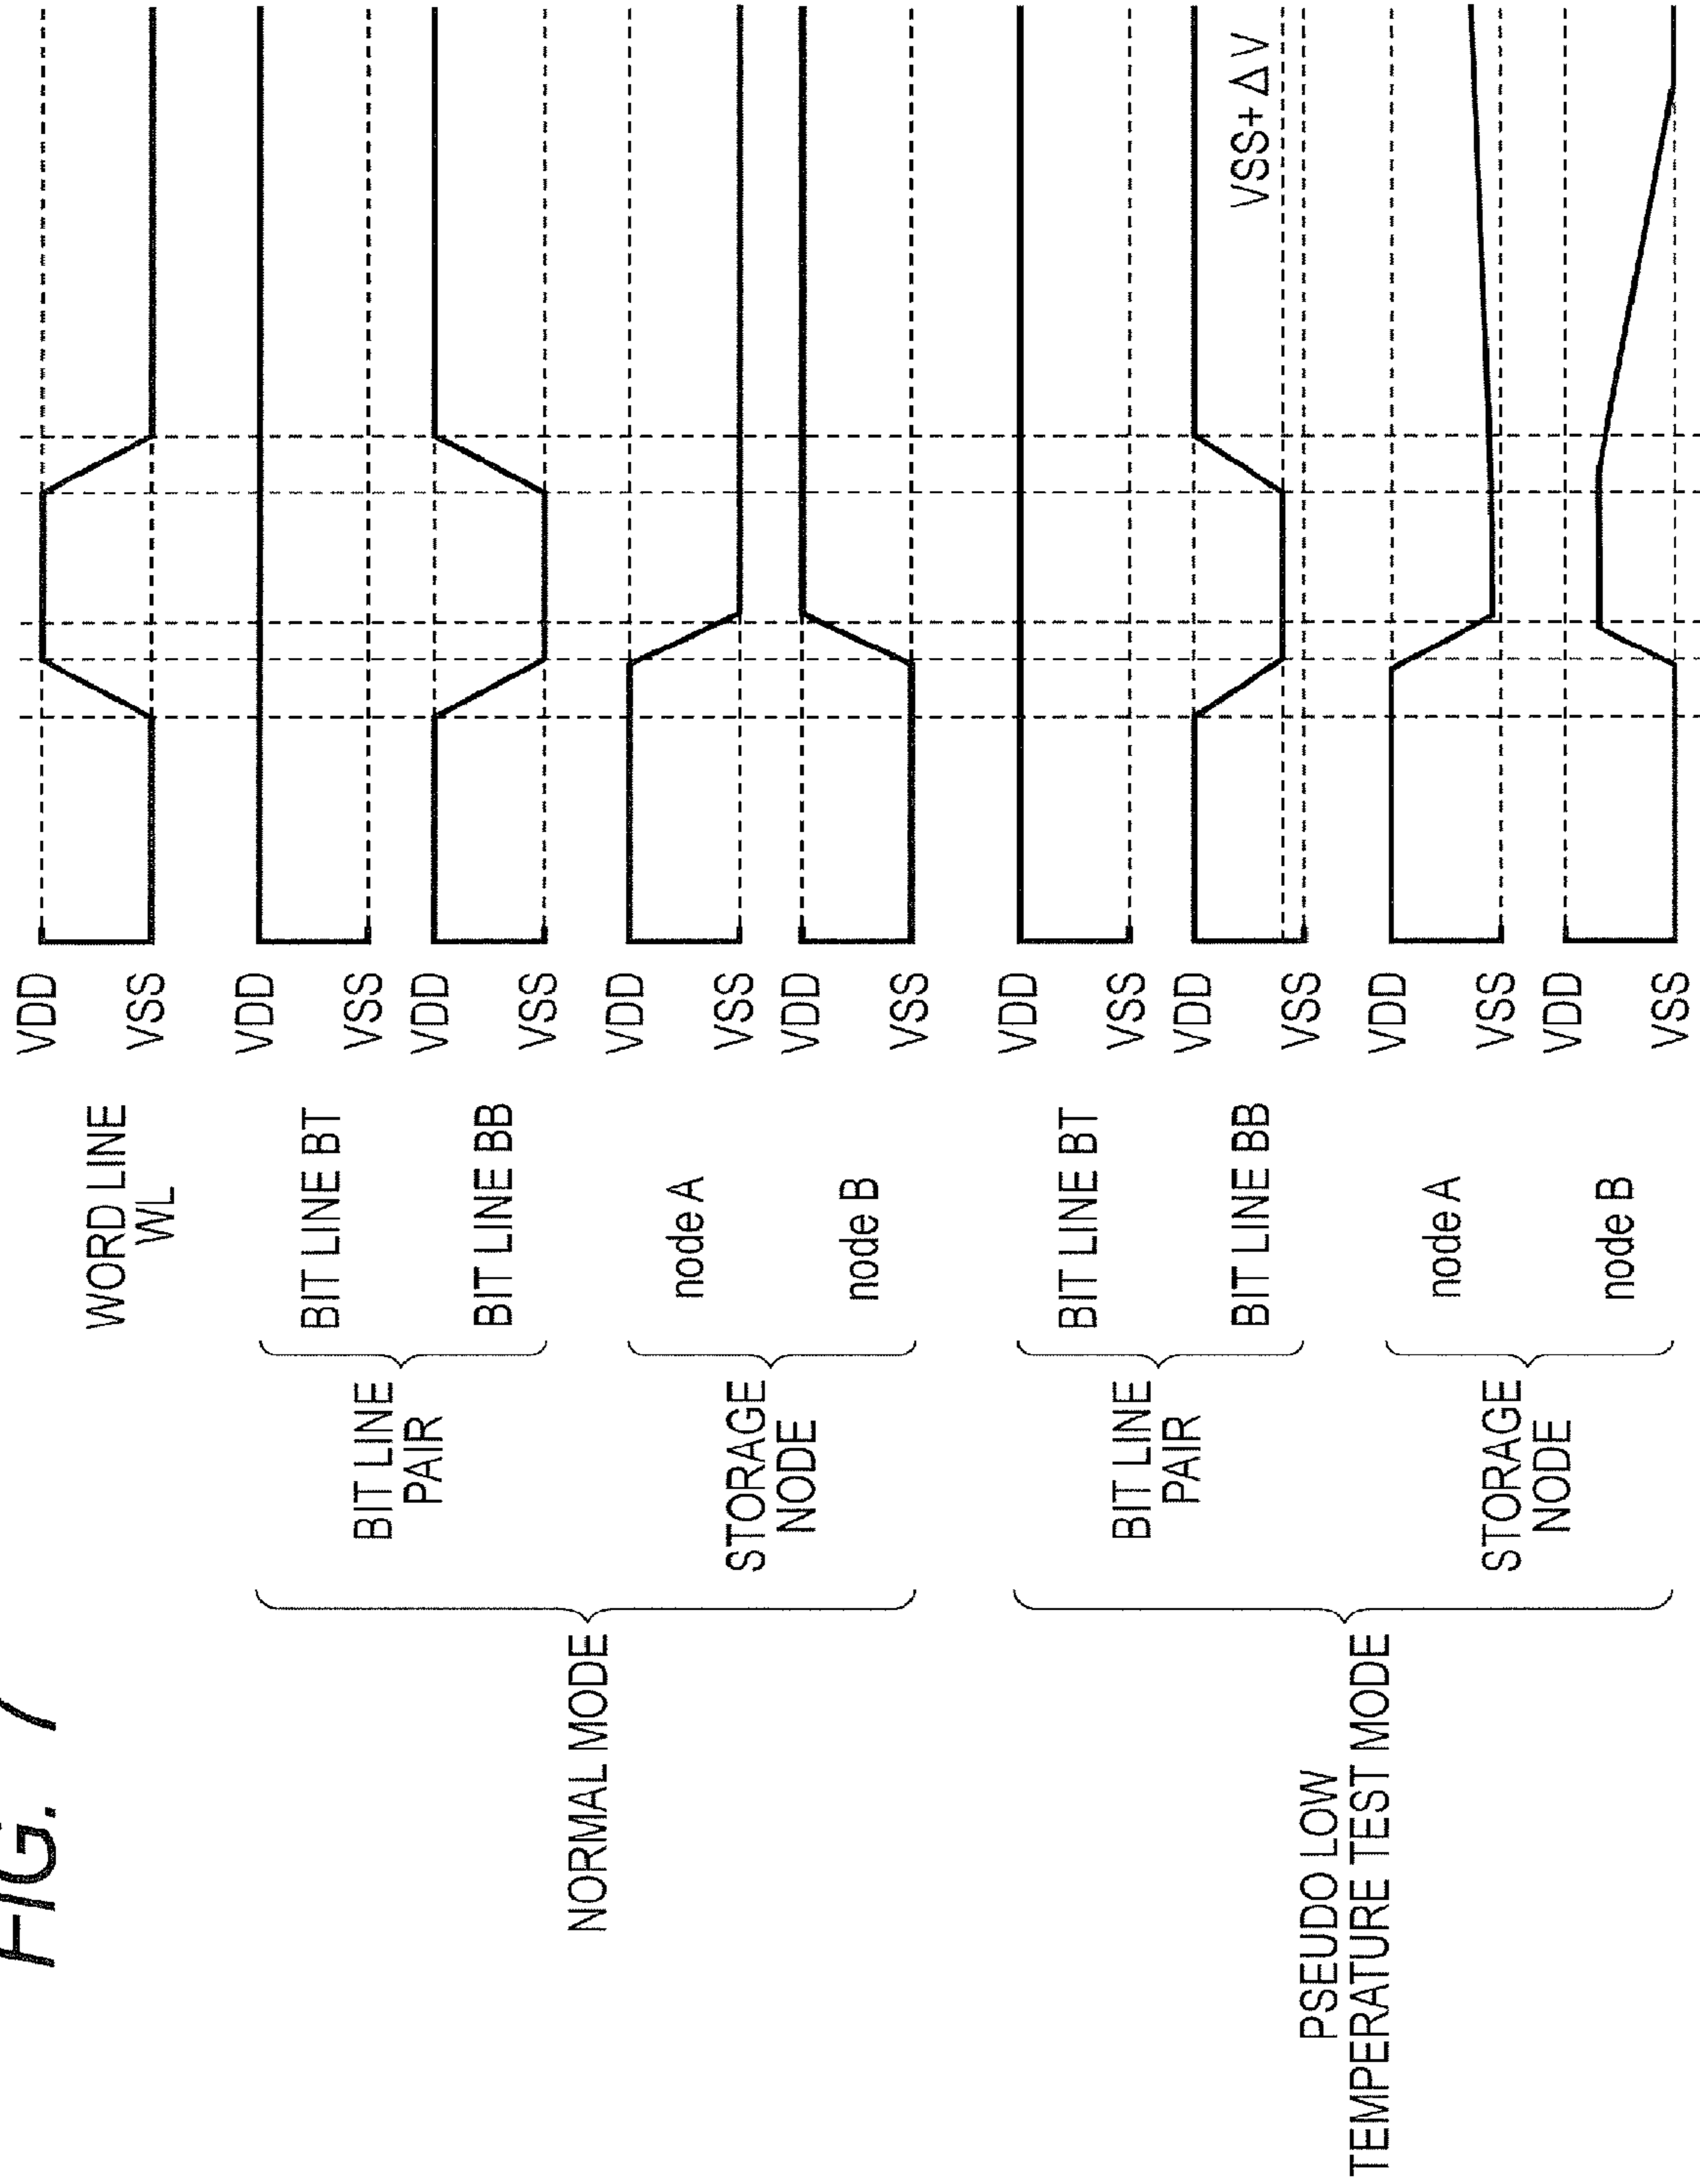 FIG. 7
WORD LINE
WL
VDD
VSS
NORMAL MODE
BIT LINE
PAIR
BIT LINE BT
VDD
VSS
BIT LINE BB
VDD
VSS
STORAGE
NODE
node A
VDD
VSS
node B
VDD
VSS
PSEUDO LOW
TEMPERATURE TEST MODE
BIT LINE
PAIR
BIT LINE BT
VDD
VSS
BIT LINE BB
VDD
VSS
VSS+ΔV
STORAGE
NODE
node A
VDD
VSS
node B
VDD
VSS